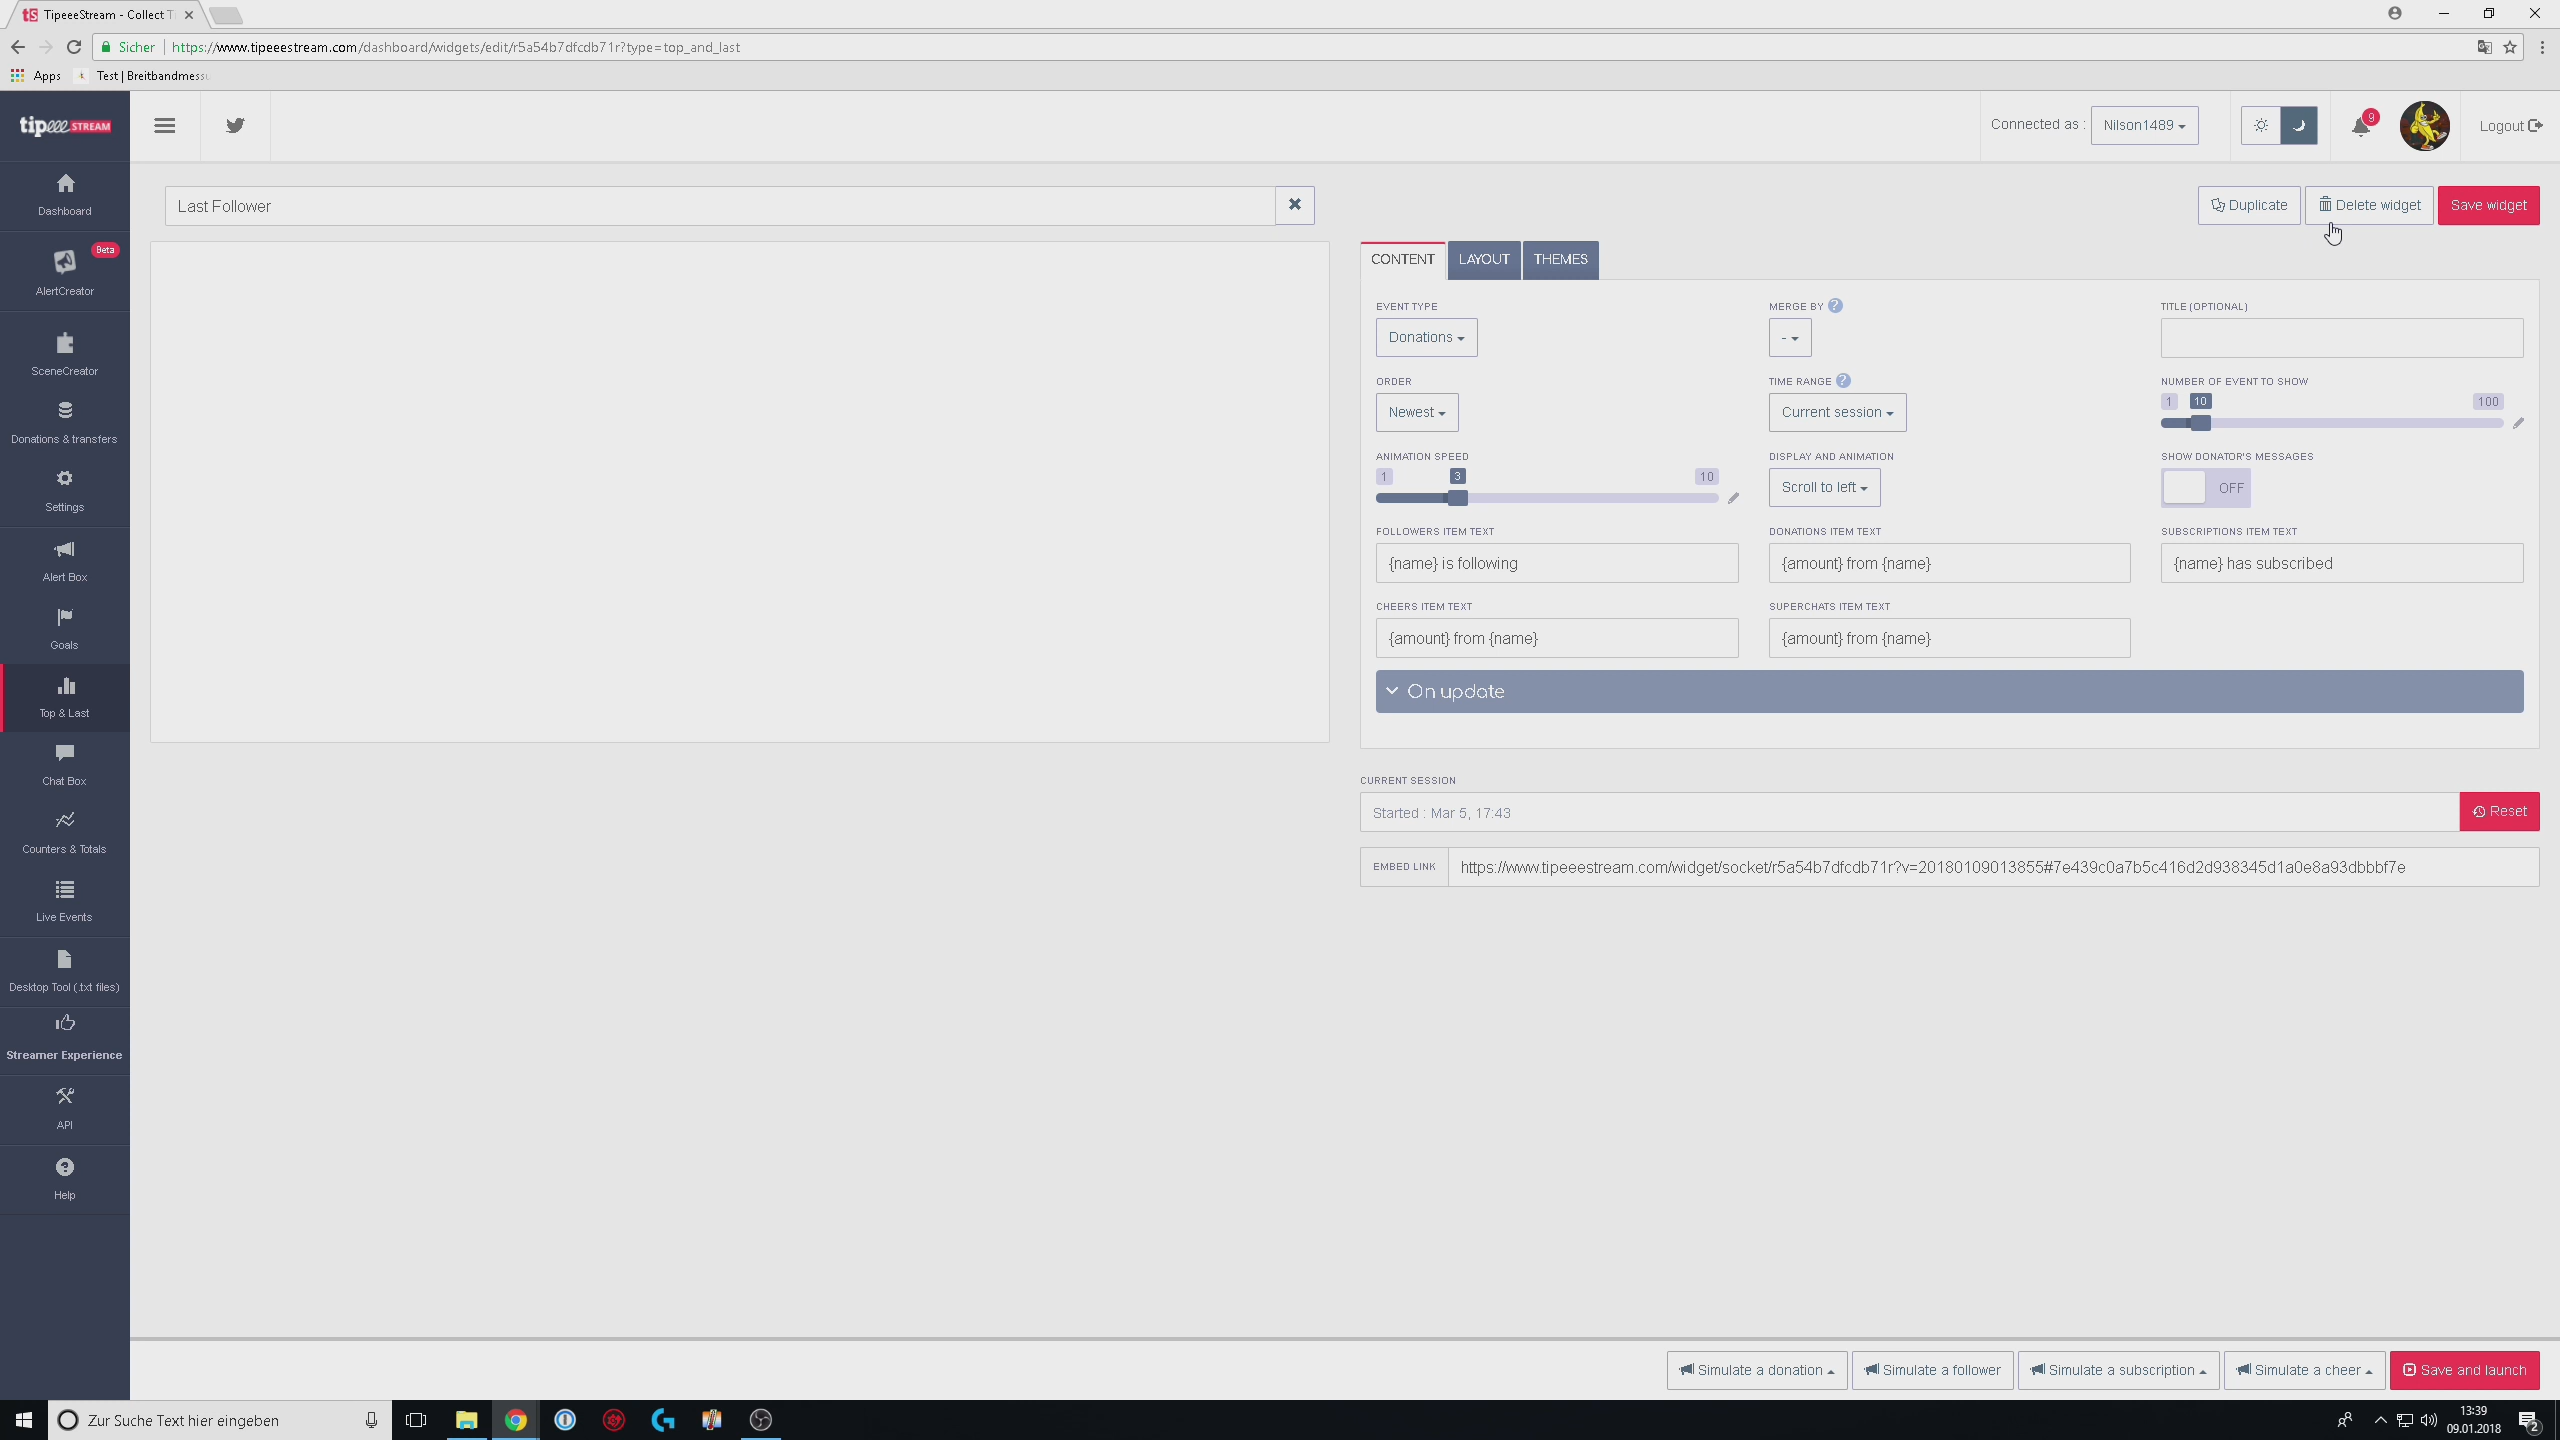 TipeeeStream - Collect T
Sicher
https://www.tipeeestream.com/dashboard/widgets/edit/r5a54b7dfcdb71r?type=top_and_last
Apps
Test | Breitbandmess
tipeee STREAM
Connected as :
Nilson1489
9
Logout
Dashboard
Beta
AlertCreator
SceneCreator
Donations & transfers
Settings
Alert Box
Goals
Top & Last
Chat Box
Counters & Totals
Live Events
Desktop Tool (.txt files)
Streamer Experience
API
Help
Last Follower
Duplicate
Delete widget
Save widget
CONTENT
LAYOUT
THEMES
EVENT TYPE
MERGE BY ?
TITLE (OPTIONAL)
Donations
-
ORDER
TIME RANGE ?
NUMBER OF EVENT TO SHOW
Newest
Current session
1 10 100
ANIMATION SPEED
DISPLAY AND ANIMATION
SHOW DONATOR'S MESSAGES
1 3 10
Scroll to left
OFF
FOLLOWERS ITEM TEXT
DONATIONS ITEM TEXT
SUBSCRIPTIONS ITEM TEXT
{name} is following
{amount} from {name}
{name} has subscribed
CHEERS ITEM TEXT
SUPERCHATS ITEM TEXT
{amount} from {name}
{amount} from {name}
On update
CURRENT SESSION
Started : Mar 5, 17:43
Reset
EMBED LINK
https://www.tipeeestream.com/widget/socket/r5a54b7dfcdb71r?v=20180109013855#7e439c0a7b5c416d2d938345d1a0e8a93dbbbf7e
Simulate a donation
Simulate a follower
Simulate a subscription
Simulate a cheer
Save and launch
Zur Suche Text hier eingeben
13:39
09.01.2018
2